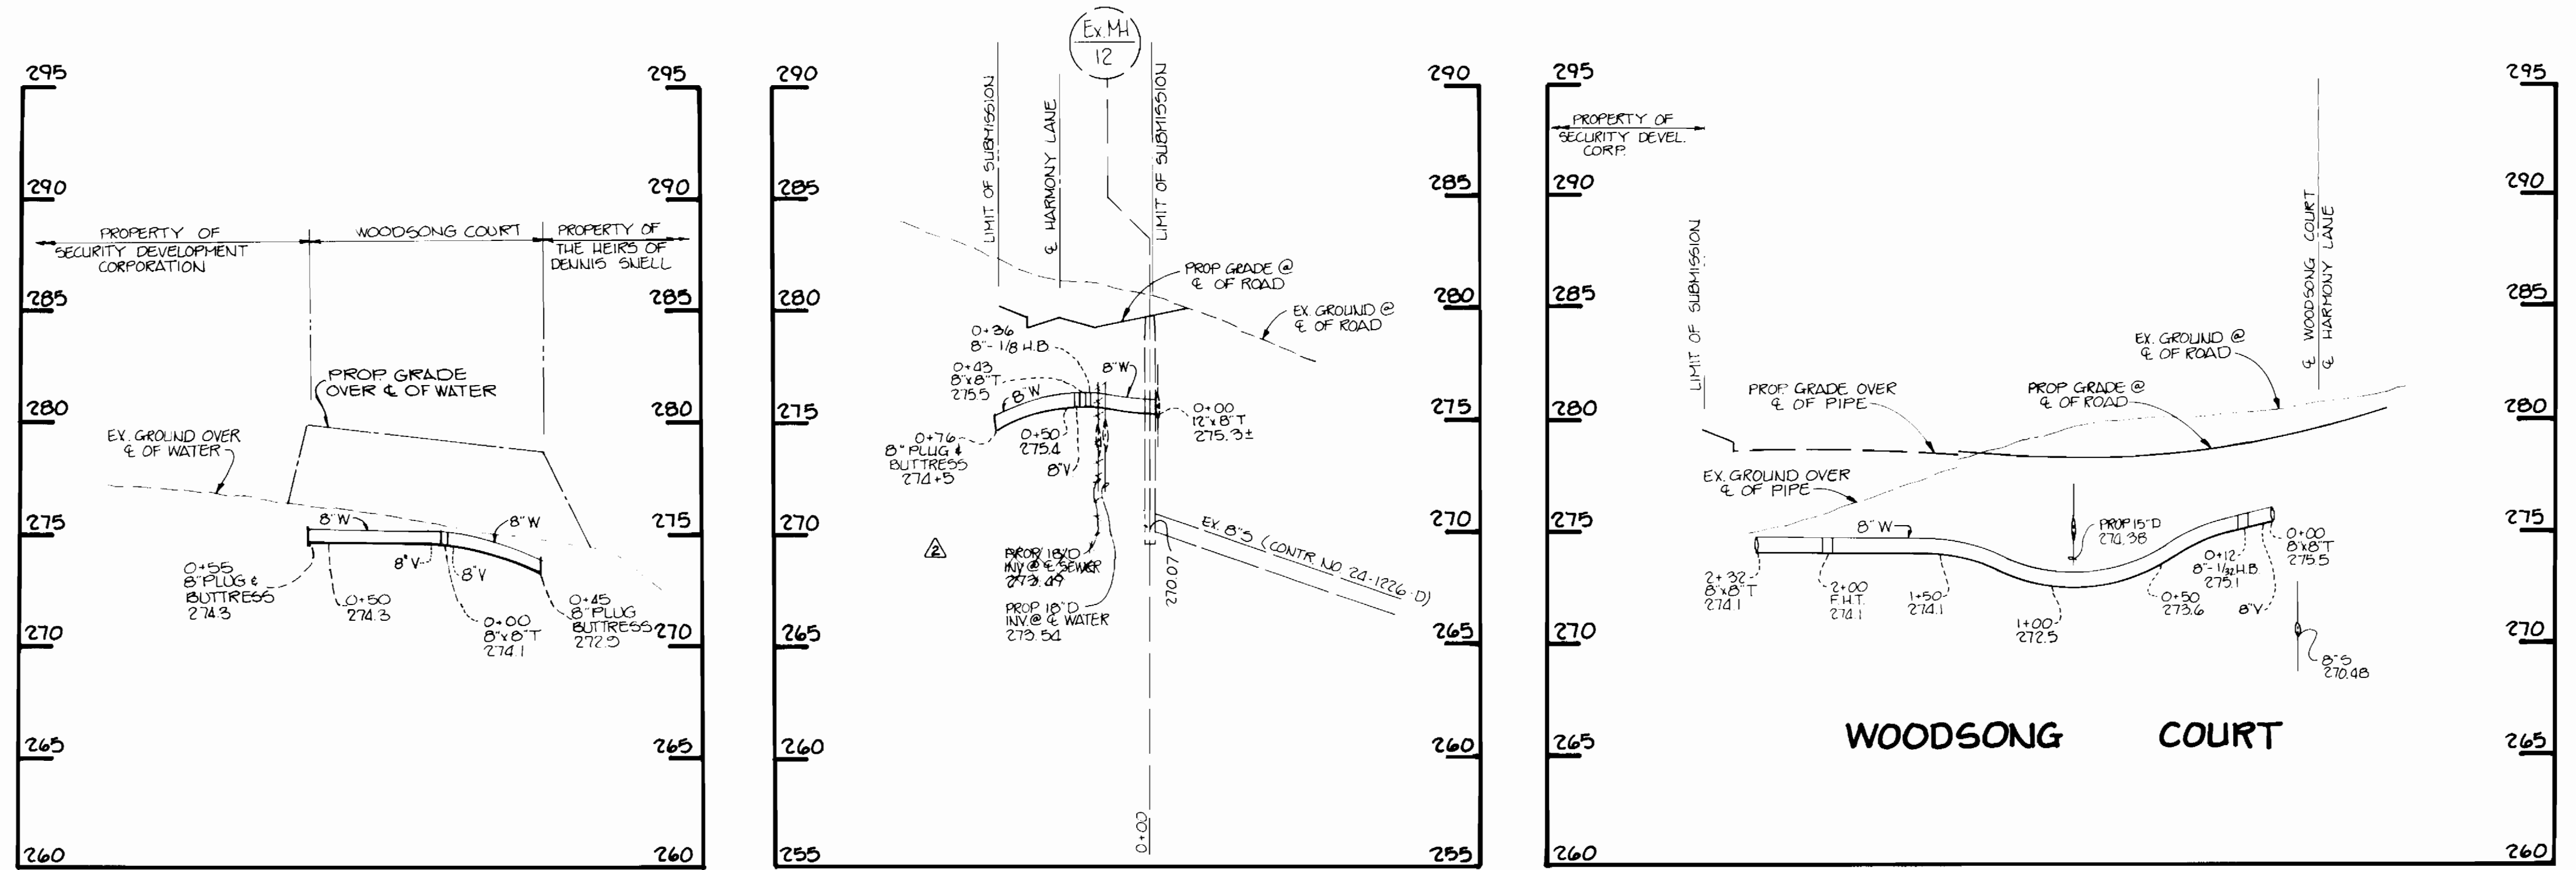 295
295
290
290
PROPERTY OF
SECURITY DEVELOPMENT
CORPORATION
WOODSONG COURT
PROPERTY OF
THE HEIRS OF
DENNIS SNELL
285
285
PROP. GRADE
OVER ℄ OF WATER
280
280
EX. GROUND OVER
℄ OF WATER
275
275
8"W
8"W
8"V
8"V
0+55
8" PLUG &
BUTTRESS
274.3
0+50
274.3
0+00
8"x8"T
274.1
0+45
8" PLUG
BUTTRESS
272.9
270
270
265
265
260
260
Ex. MH
12
290
290
LIMIT OF SUBMISSION
℄ HARMONY LANE
LIMIT OF SUBMISSION
285
285
PROP GRADE @
℄ OF ROAD
280
280
EX. GROUND @
℄ OF ROAD
0+36
8"- 1/8 H.B.
0+43
8"x8"T
275.5
8"W
8"W
275
275
0+00
12"x8"T
275.3±
0+76
8" PLUG &
BUTTRESS
274+5
0+50
275.4
8"V
270
270
EX. 8"S (CONTR. NO. 24-1226-D)
2
PROP. 18"D
INV @ ℄ SEWER
273.49
PROP 18"D
INV.@ ℄ WATER
273.54
270.07
265
265
260
260
0+00
255
255
295
295
PROPERTY OF
SECURITY DEVEL.
CORP.
290
290
LIMIT OF SUBMISSION
℄ WOODSONG COURT
℄ HARMONY LANE
285
285
EX. GROUND @
℄ OF ROAD
PROP. GRADE OVER
℄ OF PIPE
PROP GRADE @
℄ OF ROAD
280
280
EX. GROUND OVER
℄ OF PIPE
275
275
8"W
PROP 15"D
274.38
2+32
8"x8"T
274.1
2+00
F.H.T.
274.1
1+50
274.1
1+00
272.5
0+50
273.6
0+12
8"- 1/32 H.B
275.1
8"V
0+00
8"x8"T
275.5
270
270
8"S
270.48
WOODSONG COURT
265
265
260
260